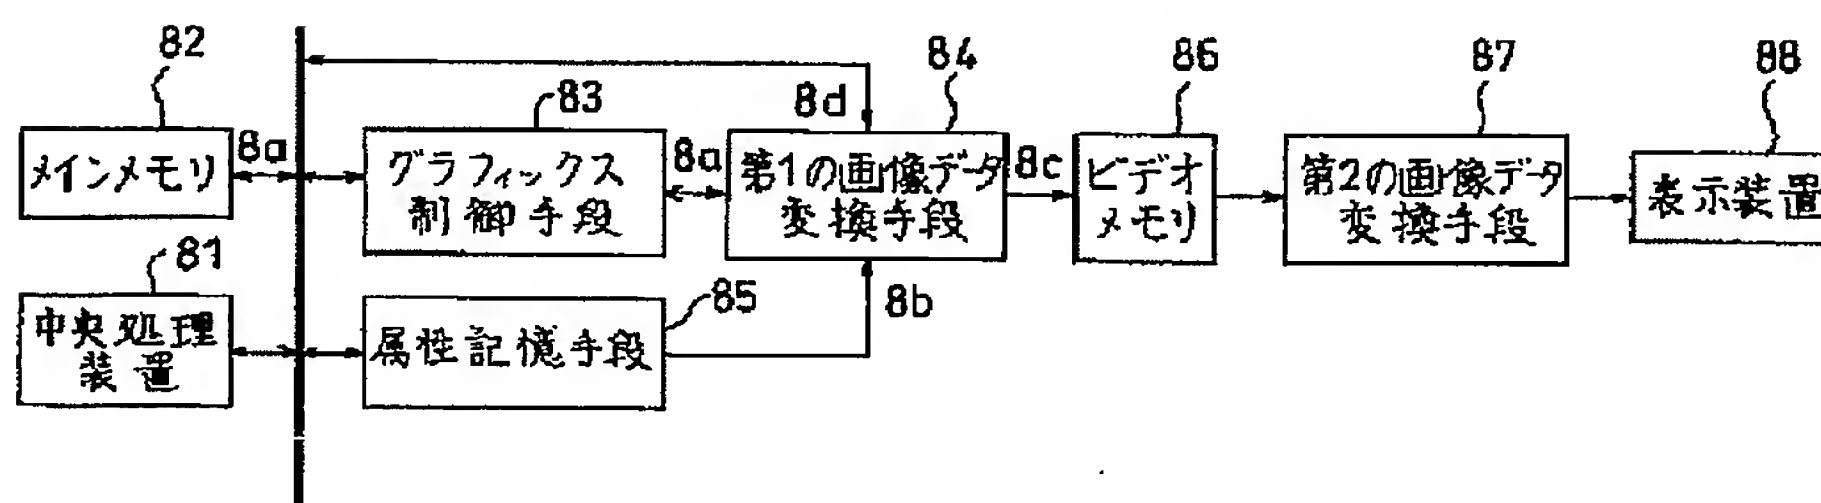 82
メインメモリ
8a
81
中央処理
装置
83
グラフィックス
制御手段
8a
85
属性記憶手段
8b
8d
84
第1の画像データ
変換手段
8c
86
ビデオ
メモリ
87
第2の画像データ
変換手段
88
表示装置